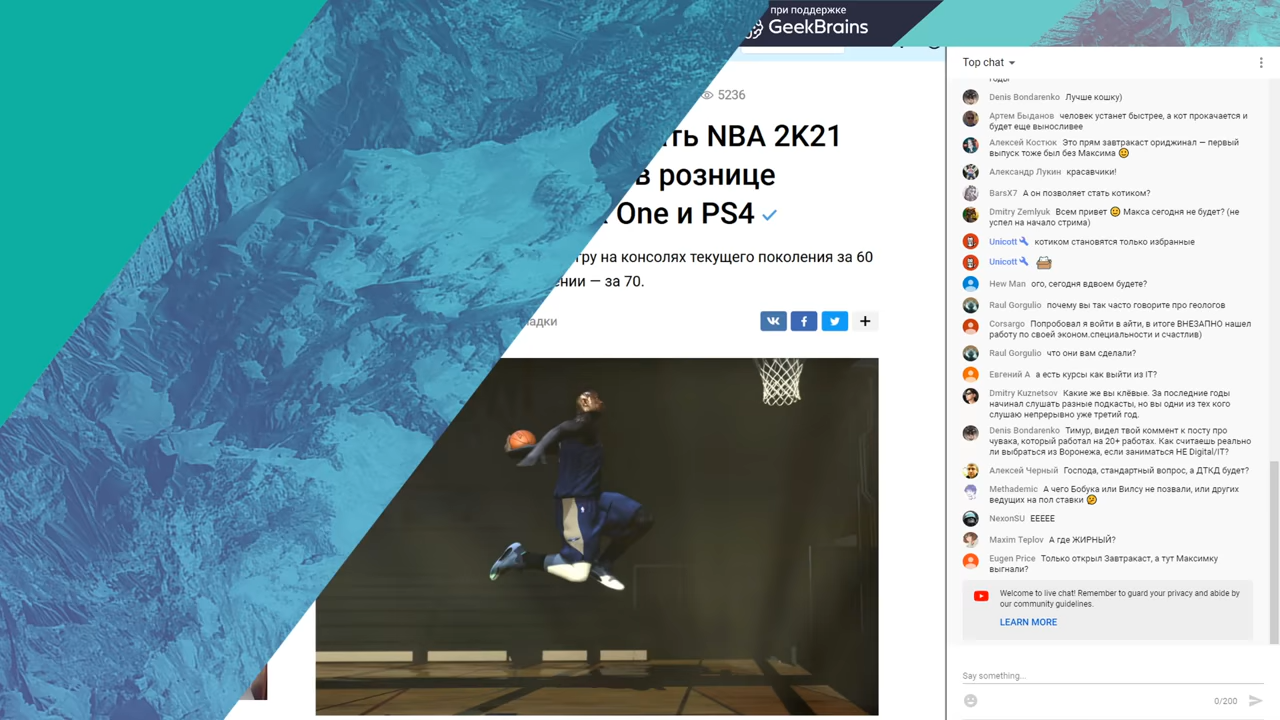 при поддержке
GeekBrains
5236
ть NBA 2K21
в рознице
One и PS4
гру на консолях текущего поколения за 60
ении — за 70.
ладки
Top chat
годы
Denis Bondarenko Лучше кошку)
Артем Быданов человек устанет быстрее, а кот прокачается и
будет еще выносливее
Алексей Костюк Это прям завтракаст ориджинал — первый
выпуск тоже был без Максима
Александр Лукин красавчики!
BarsX7 А он позволяет стать котиком?
Dmitry Zemlyuk Всем привет Макса сегодня не будет? (не
успел на начало стрима)
Unicott котиком становятся только избранные
Unicott
Hew Man ого, сегодня вдвоем будете?
Raul Gorgulio почему вы так часто говорите про геологов
Corsargo Попробовал я войти в айти, в итоге ВНЕЗАПНО нашел
работу по своей эконом.специальности и счастлив)
Raul Gorgulio что они вам сделали?
Евгений А а есть курсы как выйти из IT?
Dmitry Kuznetsov Какие же вы клёвые. За последние годы
начинал слушать разные подкасты, но вы одни из тех кого
слушаю непрерывно уже третий год.
Denis Bondarenko Тимур, видел твой коммент к посту про
чувака, который работал на 20+ работах. Как считаешь реально
ли выбраться из Воронежа, если заниматься НЕ Digital/IT?
Алексей Черный Господа, стандартный вопрос, а ДТКД будет?
Methademic А чего Бобука или Вилсу не позвали, или других
ведущих на пол ставки
NexonSU ЕЕЕЕЕ
Maxim Teplov А где ЖИРНЫЙ?
Eugen Price Только открыл Завтракаст, а тут Максимку
выгнали?
Welcome to live chat! Remember to guard your privacy and abide by
our community guidelines.
LEARN MORE
Say something...
0/200